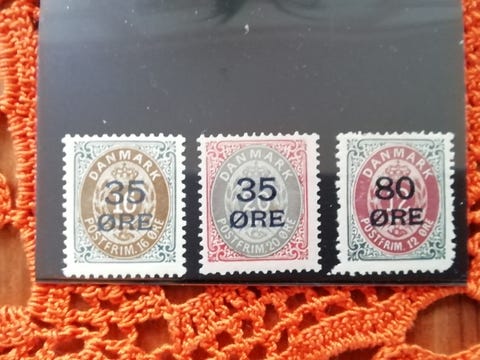 DANMARK
35
ØRE
POSTFRIM. 16 ØRE
DANMARK
35
ØRE
POSTFRIM. 20 ØRE
DANMARK
80
ØRE
POSTFRIM. 12 ØRE